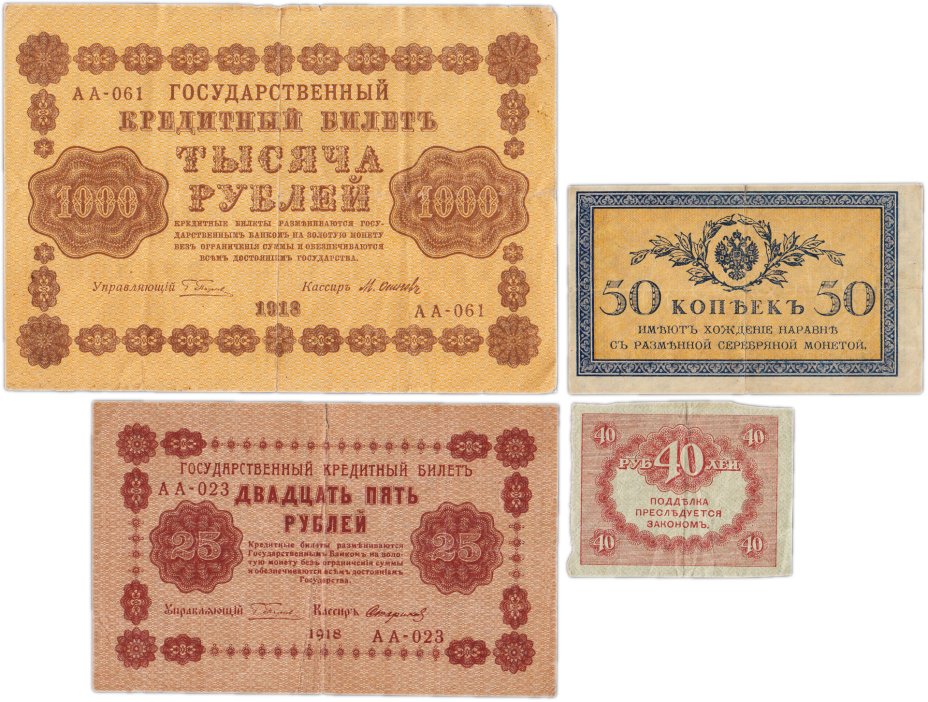 АА-061 ГОСУДАРСТВЕННЫЙ
КРЕДИТНЫЙ БИЛЕТЪ
ТЫСЯЧА
РУБЛЕЙ
1000 1000
КРЕДИТНЫЕ БИЛЕТЫ РАЗМѢНИВАЮТСЯ ГОСУ-
ДАРСТВЕННЫМЪ БАНКОМЪ НА ЗОЛОТУЮ МОНЕТУ
БЕЗЪ ОГРАНИЧЕНІЯ СУММЫ И ОБЕЗПЕЧИВАЮТСЯ
ВСѢМЪ ДОСТОЯНІЕМЪ ГОСУДАРСТВА.
Управляющій Кассиръ
1918
АА-061
50 КОПѢЕКЪ 50
ИМѢЮТЪ ХОЖДЕНІЕ НАРАВНѢ
СЪ РАЗМѢННОЙ СЕРЕБРЯНОЙ МОНЕТОЙ.
ГОСУДАРСТВЕННЫЙ КРЕДИТНЫЙ БИЛЕТЪ
АА-023 ДВАДЦАТЬ ПЯТЬ
РУБЛЕЙ
25 25
Кредитные билеты размѣниваются
Государственнымъ Банкомъ на золо-
тую монету безъ ограниченія суммы
и обезпечиваются всѣмъ достояніемъ
Государства.
Управляющій Кассиръ
1918 АА-023
40 40
РУБ 40 ЛЕЙ
ПОДДѢЛКА
ПРЕСЛѢДУЕТСЯ
ЗАКОНОМЪ.
40 40